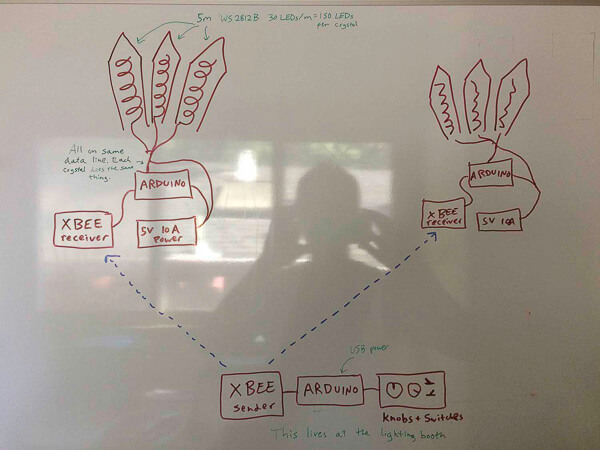 5m WS2812B 30 LEDs/m = 150 LEDs
per crystal
All on same
data line. Each
crystal does the same
thing.
ARDUINO
XBEE
receiver
5V 10A
Power
ARDUINO
XBEE
receiver
5V 10A
USB power
XBEE
sender
ARDUINO
Knobs + Switches
This lives at the lighting booth